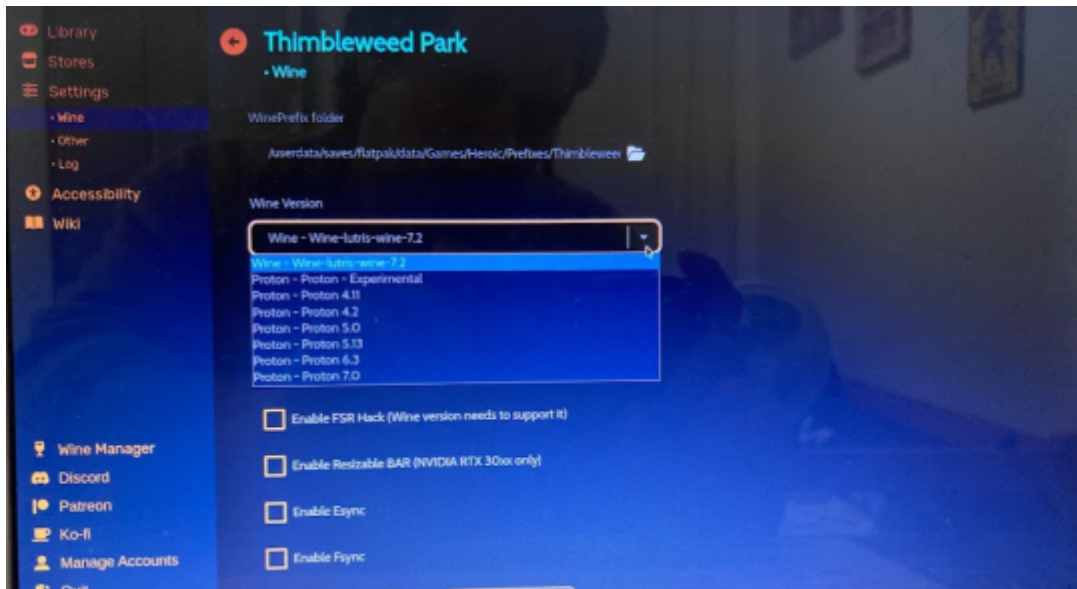 Library
Stores
Settings
• Wine
• Other
• Log
Accessibility
Wiki
Wine Manager
Discord
Patreon
Ko-fi
Manage Accounts
Thimbleweed Park
• Wine
WinePrefix folder
/userdata/saves/flatpak/data/Games/Heroic/Prefixes/Thimbleweec
Wine Version
Wine - Wine-lutris-wine-7.2
Wine - Wine-lutris-wine-7.2
Proton - Proton - Experimental
Proton - Proton 4.11
Proton - Proton 4.2
Proton - Proton 5.0
Proton - Proton 5.13
Proton - Proton 6.3
Proton - Proton 7.0
Enable FSR Hack (Wine version needs to support it)
Enable Resizable BAR (NVIDIA RTX 30xx only)
Enable Esync
Enable Fsync